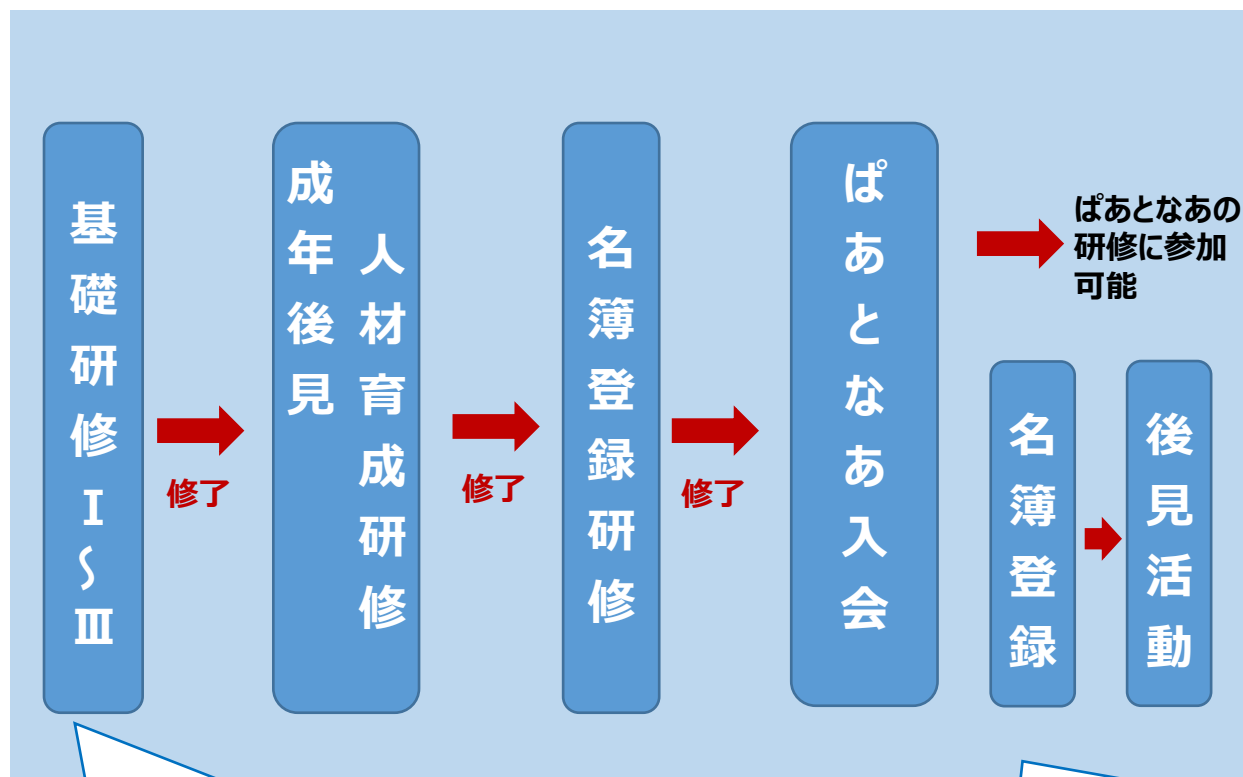 基礎研修Ⅰ～Ⅲ
修了
成年後見
人材育成研修
修了
名簿登録研修
修了
ぱあとなあ入会
ぱあとなあの
研修に参加
可能
名簿登録
後見活動